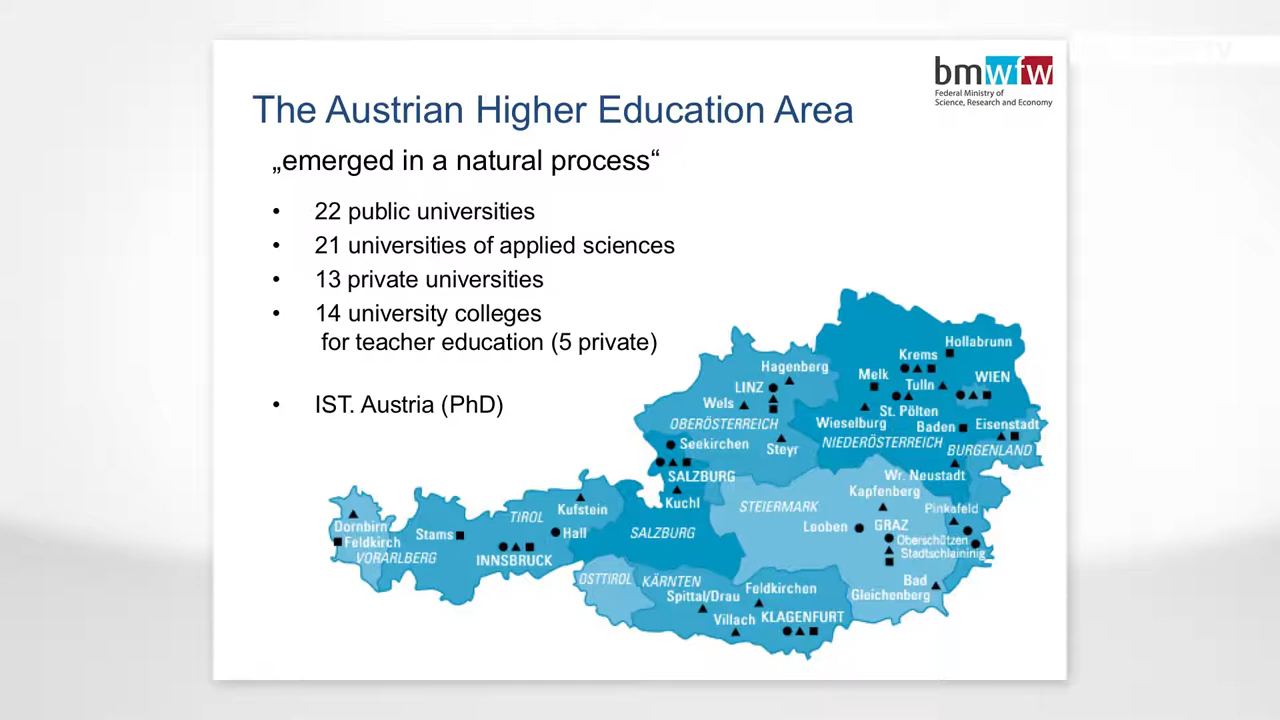 bmwfw
Federal Ministry of
Science, Research and Economy
The Austrian Higher Education Area
„emerged in a natural process“
• 22 public universities
• 21 universities of applied sciences
• 13 private universities
• 14 university colleges
for teacher education (5 private)
• IST. Austria (PhD)
Hollabrunn
Krems
Hagenberg
Melk
WIEN
LINZ
Tulln
Wels
St. Pölten
OBERÖSTERREICH
Wieselburg
Baden
Eisenstadt
Seekirchen
Steyr
NIEDERÖSTERREICH
BURGENLAND
SALZBURG
Wr. Neustadt
Kapfenberg
Kuchl
STEIERMARK
Pinkafeld
Kufstein
TIROL
Dornbirn
Leoben
GRAZ
Stams
Hall
SALZBURG
Feldkirch
Oberschützen
Stadtschlaininig
VORARLBERG
INNSBRUCK
OSTTIROL
KÄRNTEN
Feldkirchen
Bad
Gleichenberg
Spittal/Drau
Villach
KLAGENFURT